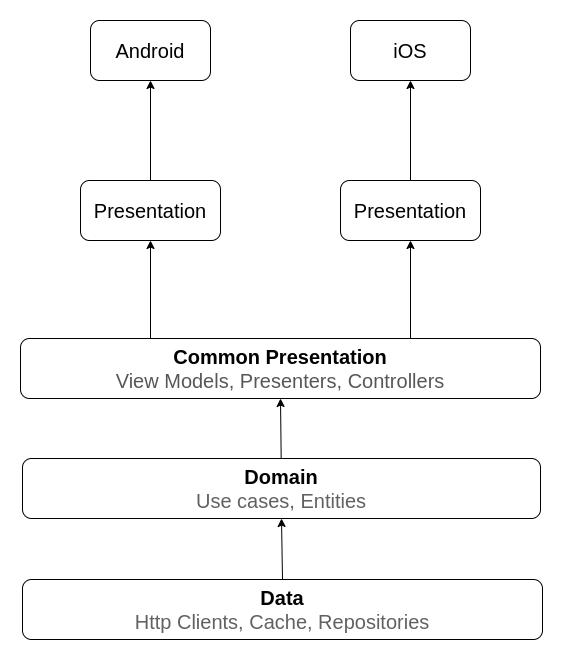 Android
iOS
Presentation
Presentation
Common Presentation
View Models, Presenters, Controllers
Domain
Use cases, Entities
Data
Http Clients, Cache, Repositories